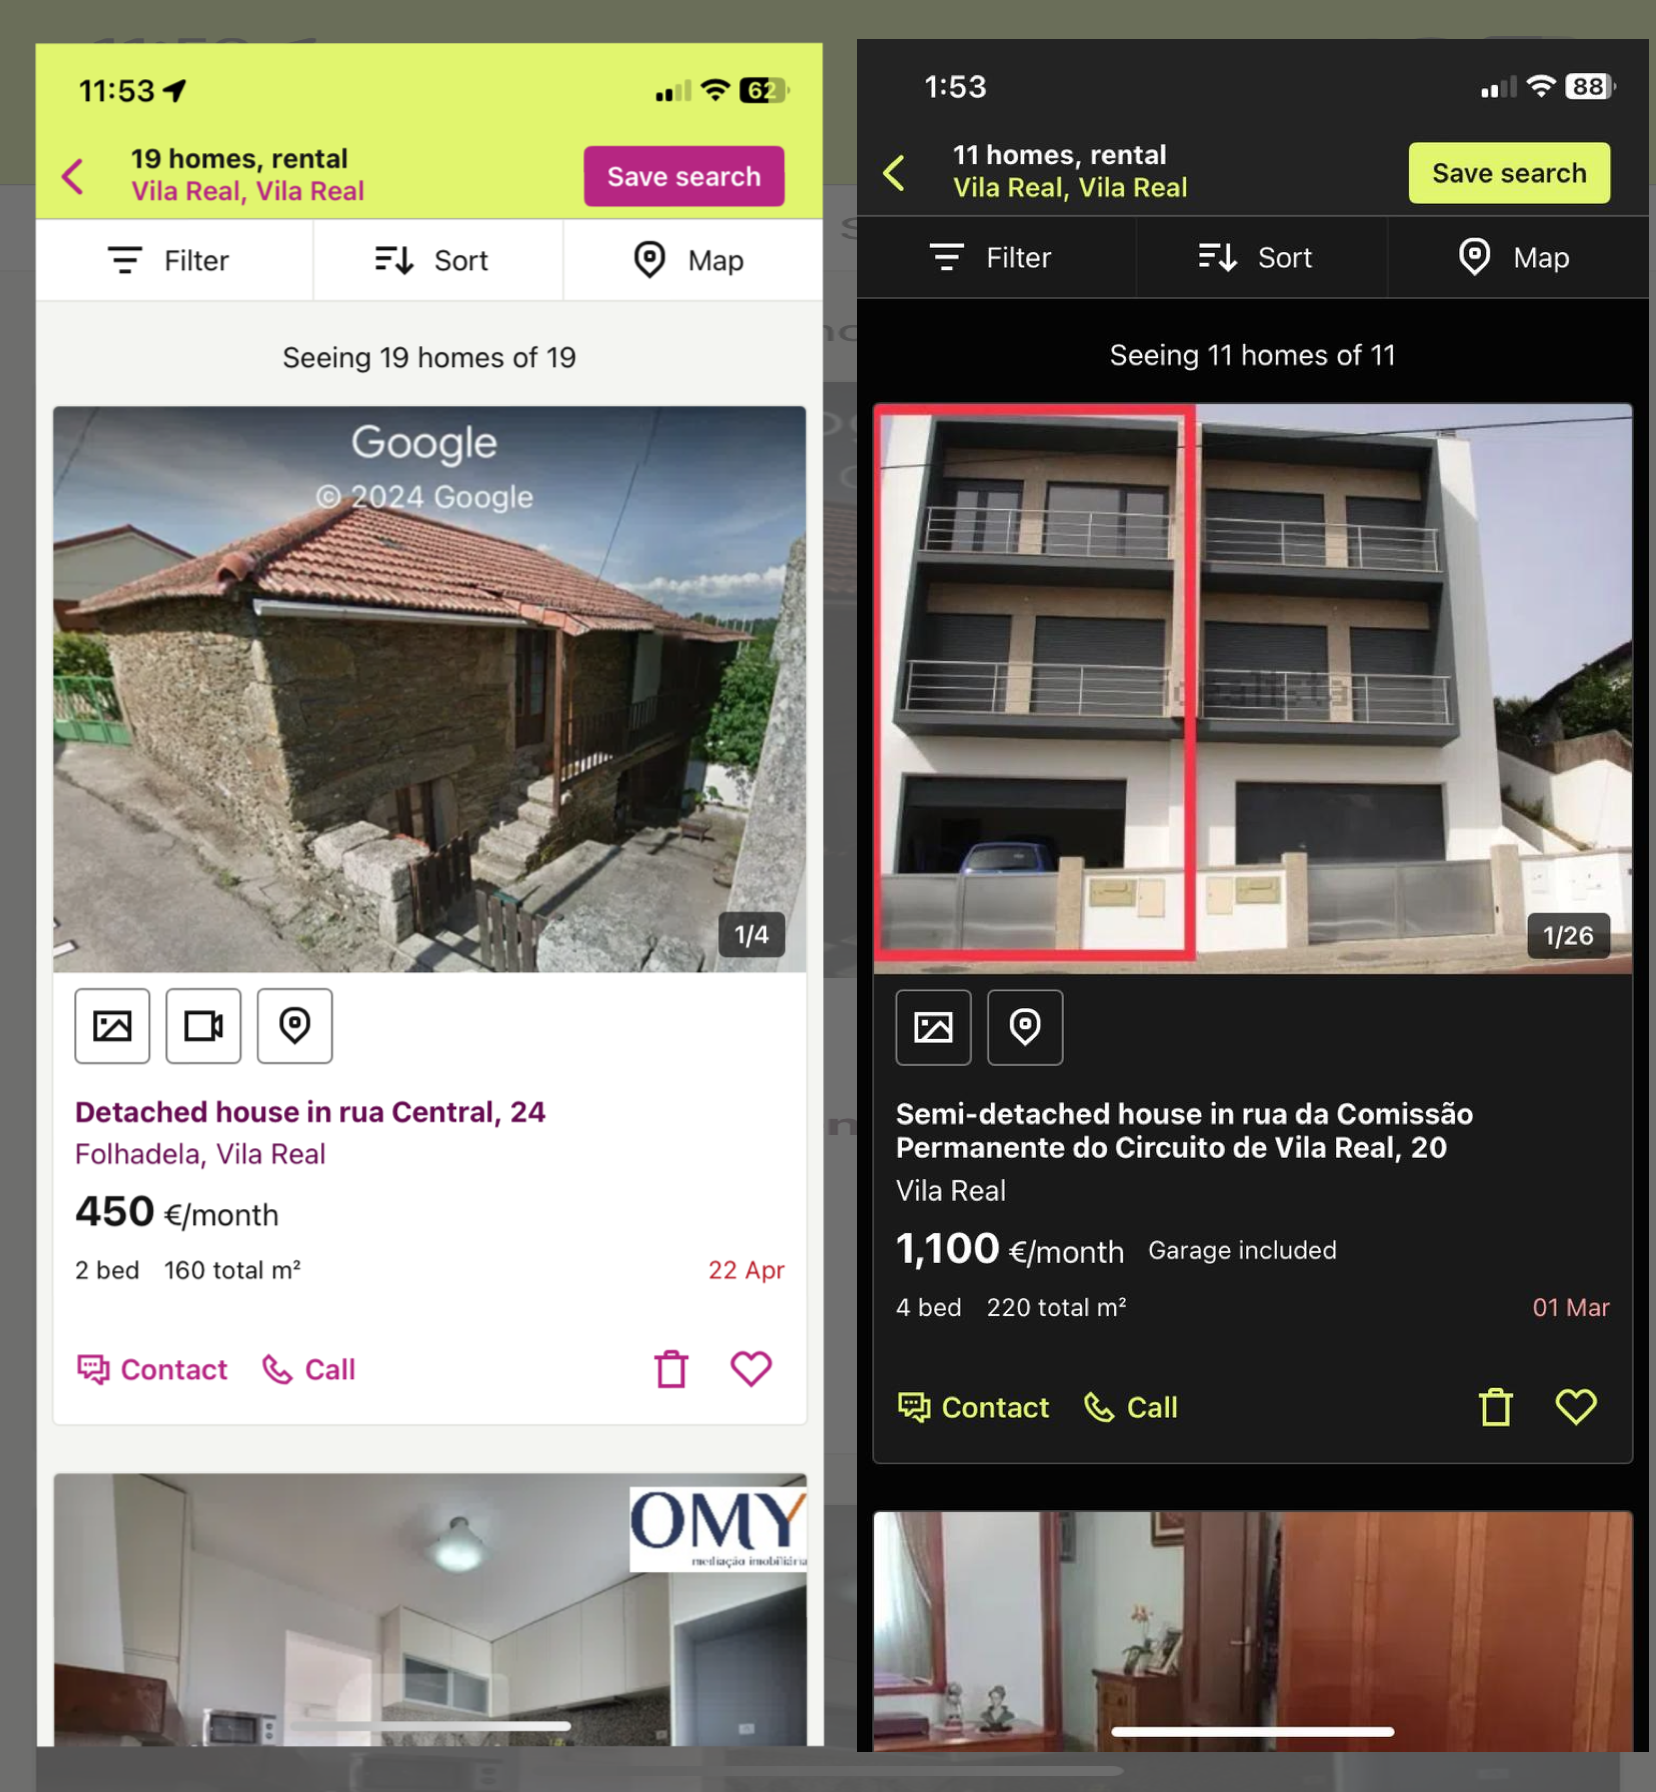 11:53
62
19 homes, rental
Vila Real, Vila Real
Save search
Filter
Sort
Map
Seeing 19 homes of 19
Google
© 2024 Google
1/4
Detached house in rua Central, 24
Folhadela, Vila Real
450 €/month
2 bed 160 total m²
22 Apr
Contact
Call
OMY
mediação imobiliária
1:53
88
11 homes, rental
Vila Real, Vila Real
Save search
Filter
Sort
Map
Seeing 11 homes of 11
idealista
1/26
Semi-detached house in rua da Comissão
Permanente do Circuito de Vila Real, 20
Vila Real
1,100 €/month Garage included
4 bed 220 total m²
01 Mar
Contact
Call